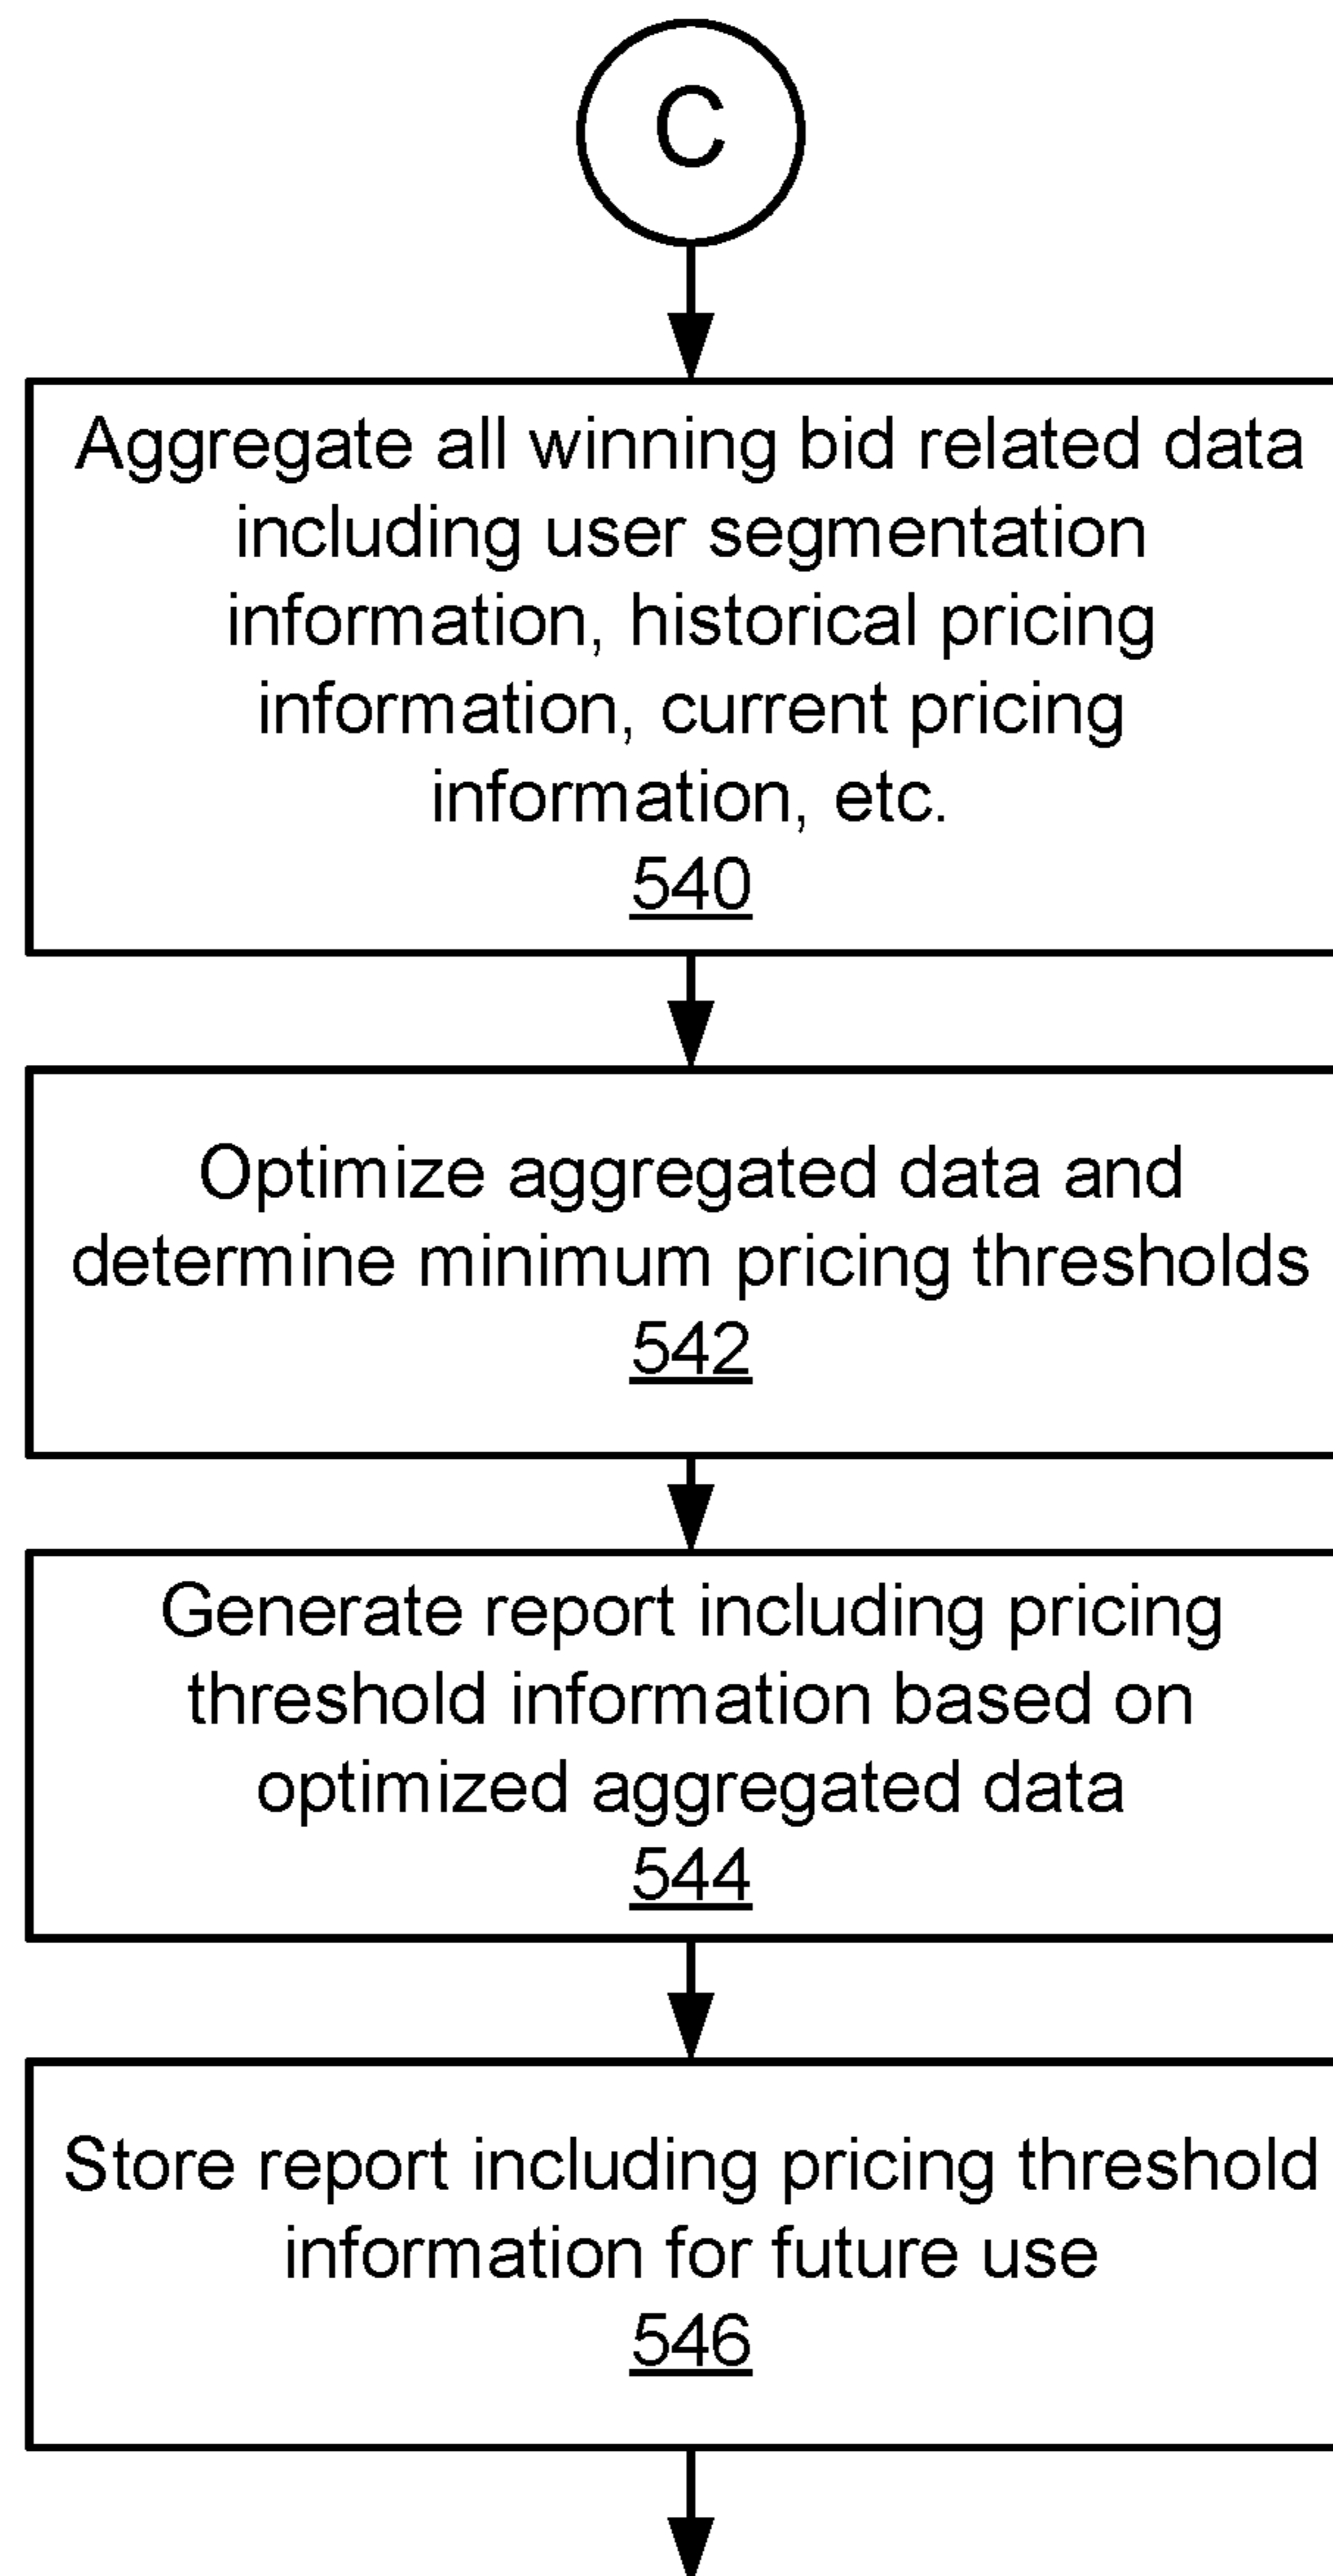 C
Aggregate all winning bid related data
including user segmentation
information, historical pricing
information, current pricing
information, etc.
540
Optimize aggregated data and
determine minimum pricing thresholds
542
Generate report including pricing
threshold information based on
optimized aggregated data
544
Store report including pricing threshold
information for future use
546